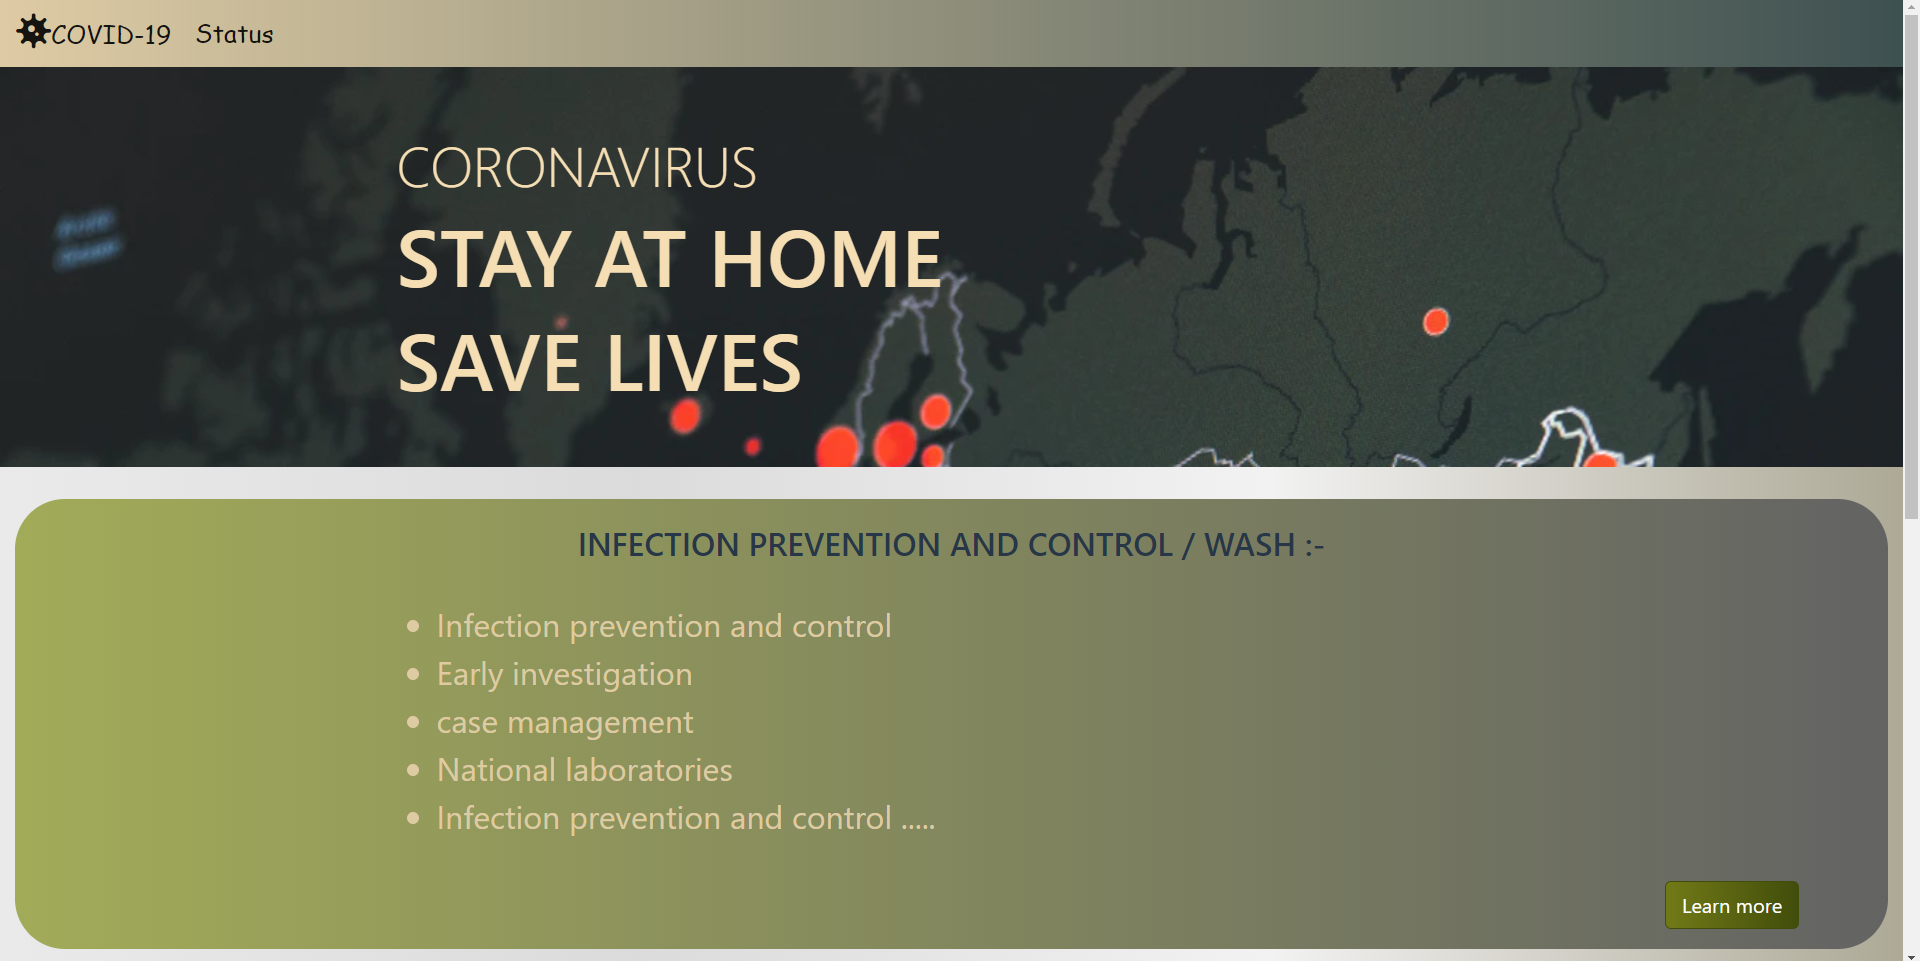 COVID-19 Status
CORONAVIRUS
STAY AT HOME
SAVE LIVES
INFECTION PREVENTION AND CONTROL / WASH :-
Infection prevention and control
Early investigation
case management
National laboratories
Infection prevention and control .....
Learn more